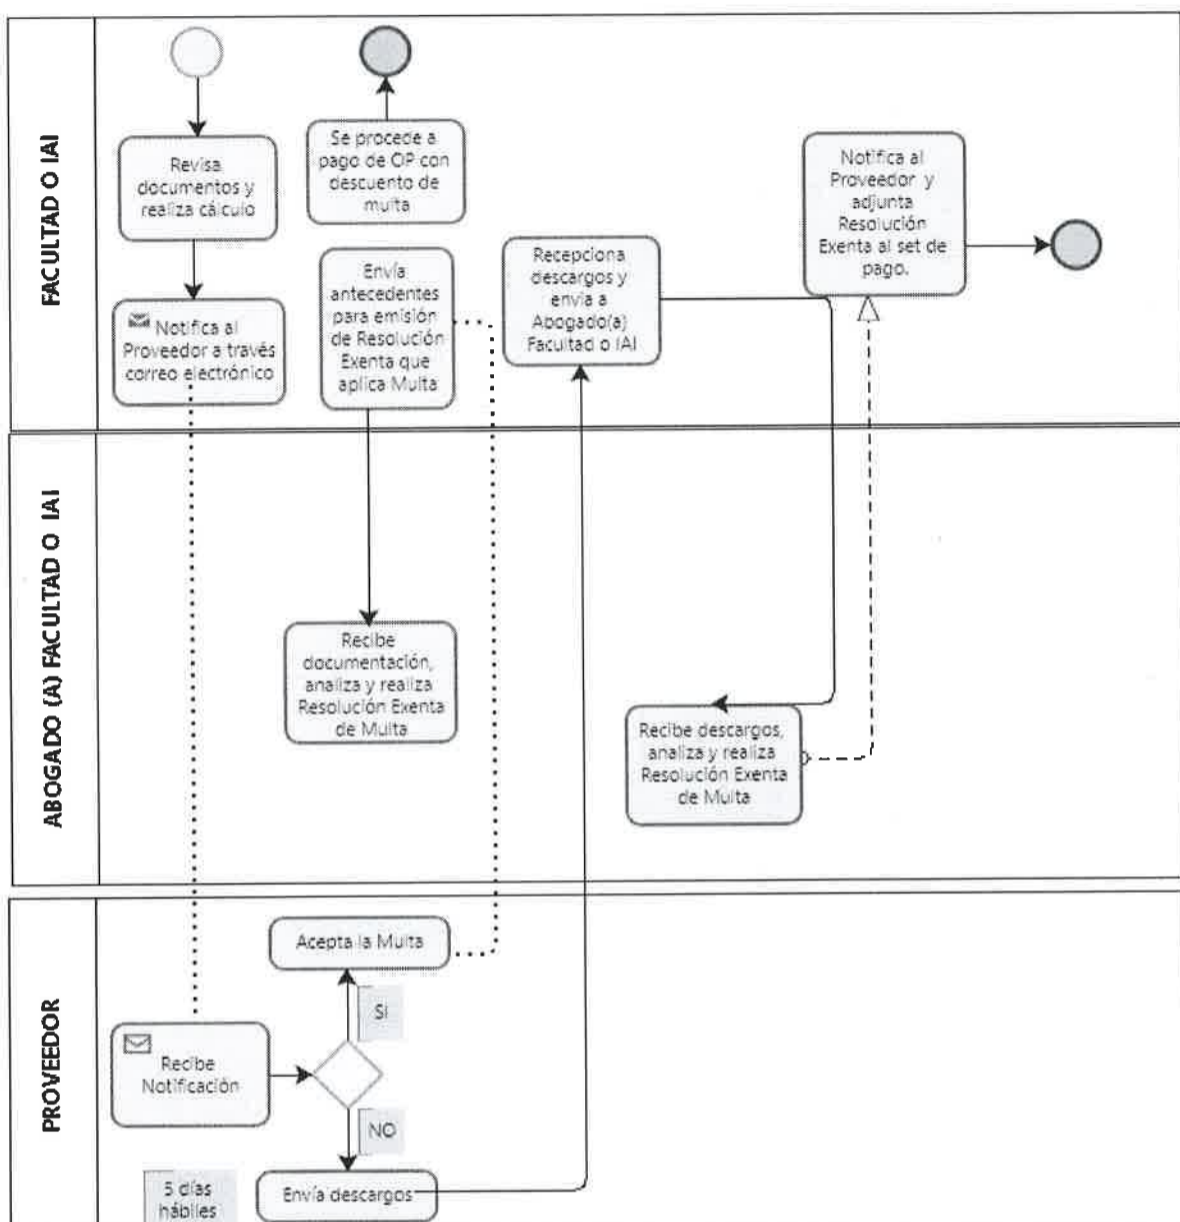 FACULTAD O IAI
Revisa
documentos y
realiza cálculo
Se procede a
pago de OP con
descuento de
multa
Notifica al
Proveedor y
adjunta
Resolución
Exenta al set de
pago.
Notifica al
Proveedor a través
correo electrónico
Envía
antecedentes
para emisión
de Resolución
Exenta que
aplica Multa
Recepciona
descargos y
envía a
Abogado(a)
Facultad o IAI
ABOGADO (A) FACULTAD O IAI
Recibe
documentación,
analiza y realiza
Resolución Exenta
de Multa
Recibe descargos,
analiza y realiza
Resolución Exenta
de Multa
PROVEEDOR
Acepta la Multa
SI
Recibe
Notificación
NO
5 días
hábiles
Envía descargos